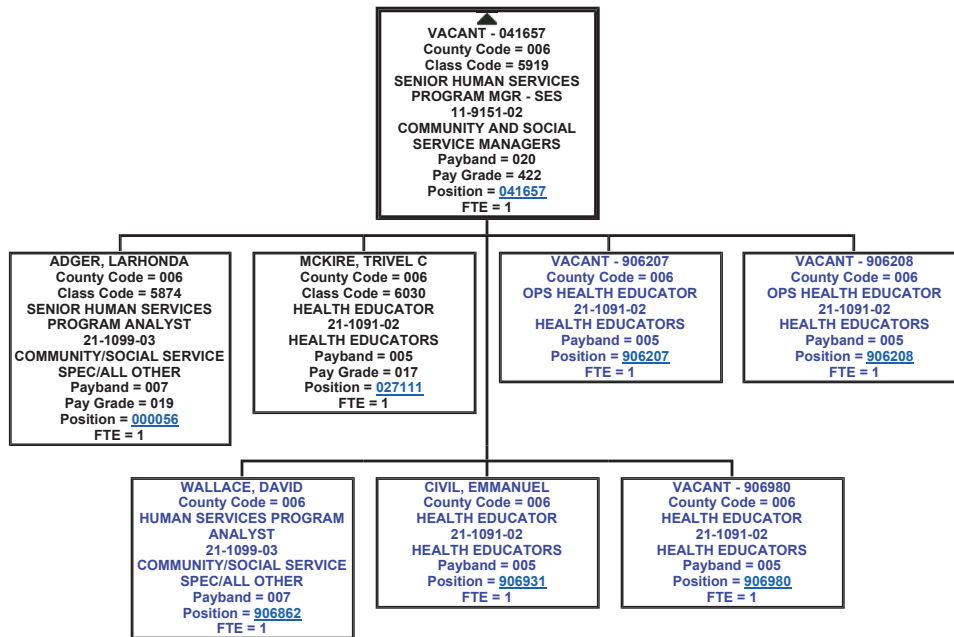 VACANT - 041657
County Code = 006
Class Code = 5919
SENIOR HUMAN SERVICES
PROGRAM MGR - SES
11-9151-02
COMMUNITY AND SOCIAL
SERVICE MANAGERS
Payband = 020
Pay Grade = 422
Position = 041657
FTE = 1
ADGER, LARHONDA
County Code = 006
Class Code = 5874
SENIOR HUMAN SERVICES
PROGRAM ANALYST
21-1099-03
COMMUNITY/SOCIAL SERVICE
SPEC/ALL OTHER
Payband = 007
Pay Grade = 019
Position = 000056
FTE = 1
MCKIRE, TRIVEL C
County Code = 006
Class Code = 6030
HEALTH EDUCATOR
21-1091-02
HEALTH EDUCATORS
Payband = 005
Pay Grade = 017
Position = 027111
FTE = 1
VACANT - 906207
County Code = 006
OPS HEALTH EDUCATOR
21-1091-02
HEALTH EDUCATORS
Payband = 005
Position = 906207
FTE = 1
VACANT - 906208
County Code = 006
OPS HEALTH EDUCATOR
21-1091-02
HEALTH EDUCATORS
Payband = 005
Position = 906208
FTE = 1
WALLACE, DAVID
County Code = 006
HUMAN SERVICES PROGRAM
ANALYST
21-1099-03
COMMUNITY/SOCIAL SERVICE
SPEC/ALL OTHER
Payband = 007
Position = 906862
FTE = 1
CIVIL, EMMANUEL
County Code = 006
HEALTH EDUCATOR
21-1091-02
HEALTH EDUCATORS
Payband = 005
Position = 906931
FTE = 1
VACANT - 906980
County Code = 006
HEALTH EDUCATOR
21-1091-02
HEALTH EDUCATORS
Payband = 005
Position = 906980
FTE = 1